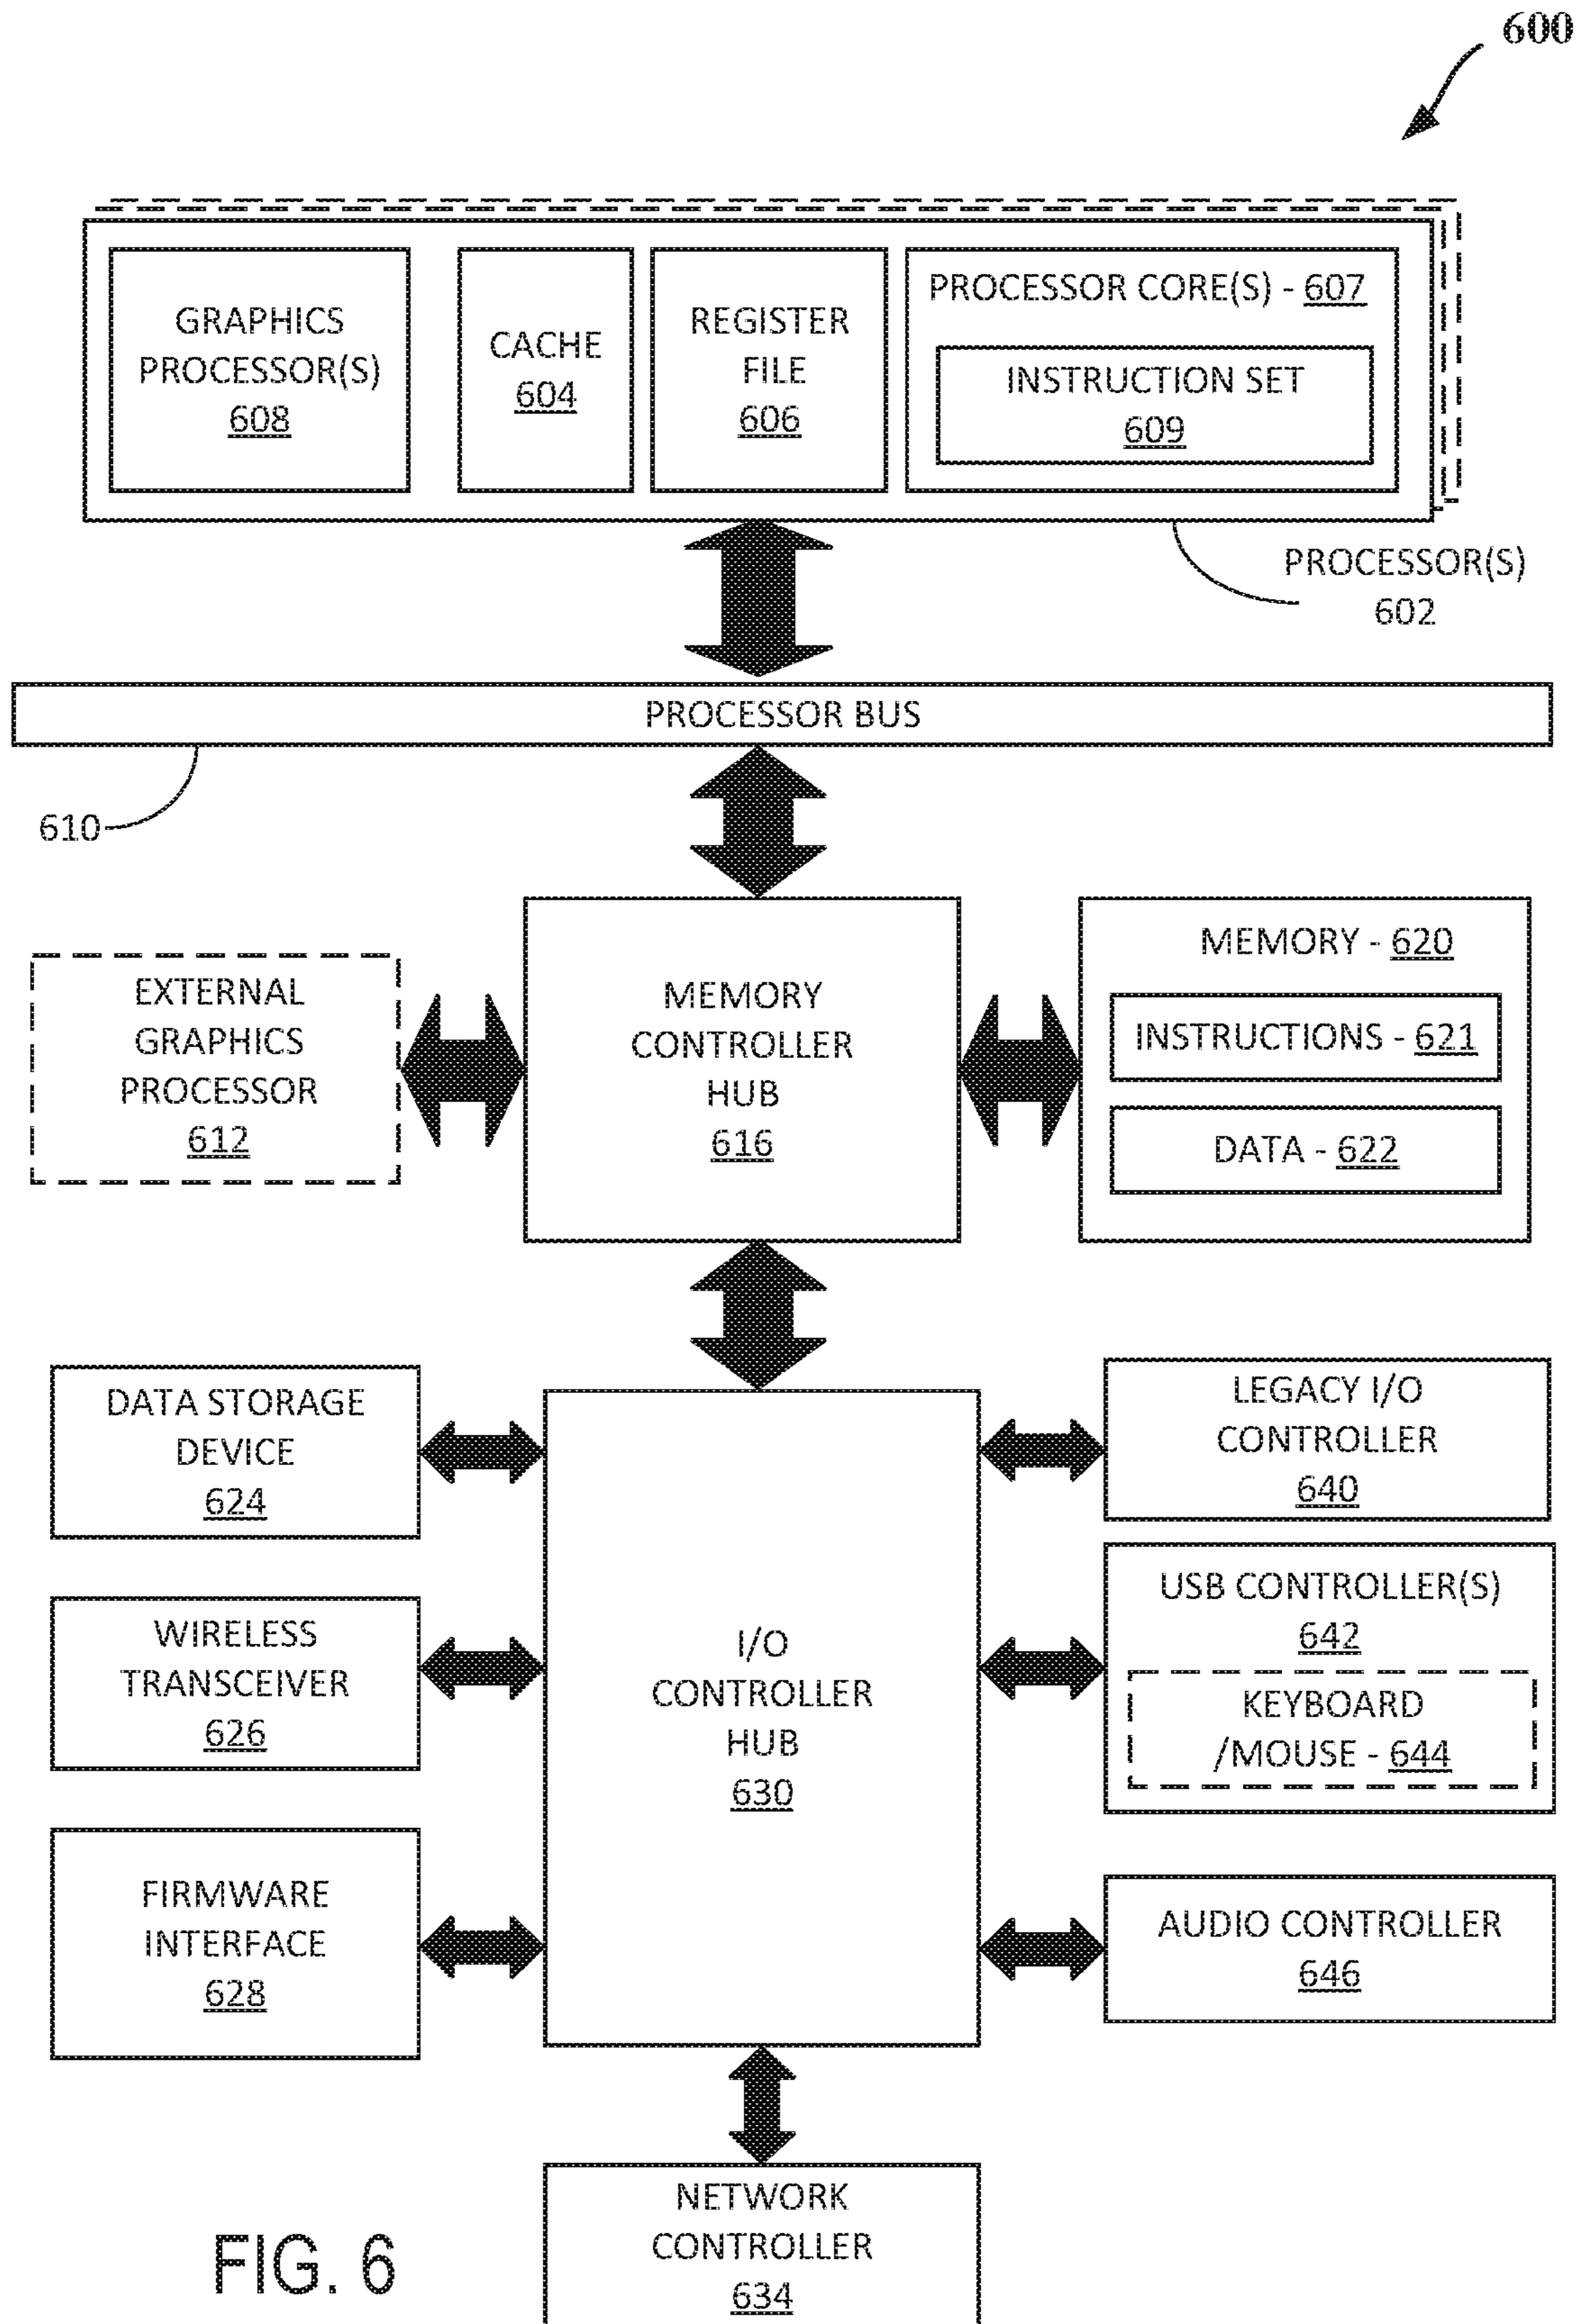 600
GRAPHICS
PROCESSOR(S)
608
CACHE
604
REGISTER
FILE
606
PROCESSOR CORE(S) - 607
INSTRUCTION SET
609
PROCESSOR(S)
602
PROCESSOR BUS
610
EXTERNAL
GRAPHICS
PROCESSOR
612
MEMORY
CONTROLLER
HUB
616
MEMORY - 620
INSTRUCTIONS - 621
DATA - 622
DATA STORAGE
DEVICE
624
WIRELESS
TRANSCEIVER
626
FIRMWARE
INTERFACE
628
I/O
CONTROLLER
HUB
630
LEGACY I/O
CONTROLLER
640
USB CONTROLLER(S)
642
KEYBOARD
/MOUSE - 644
AUDIO CONTROLLER
646
NETWORK
CONTROLLER
634
FIG. 6